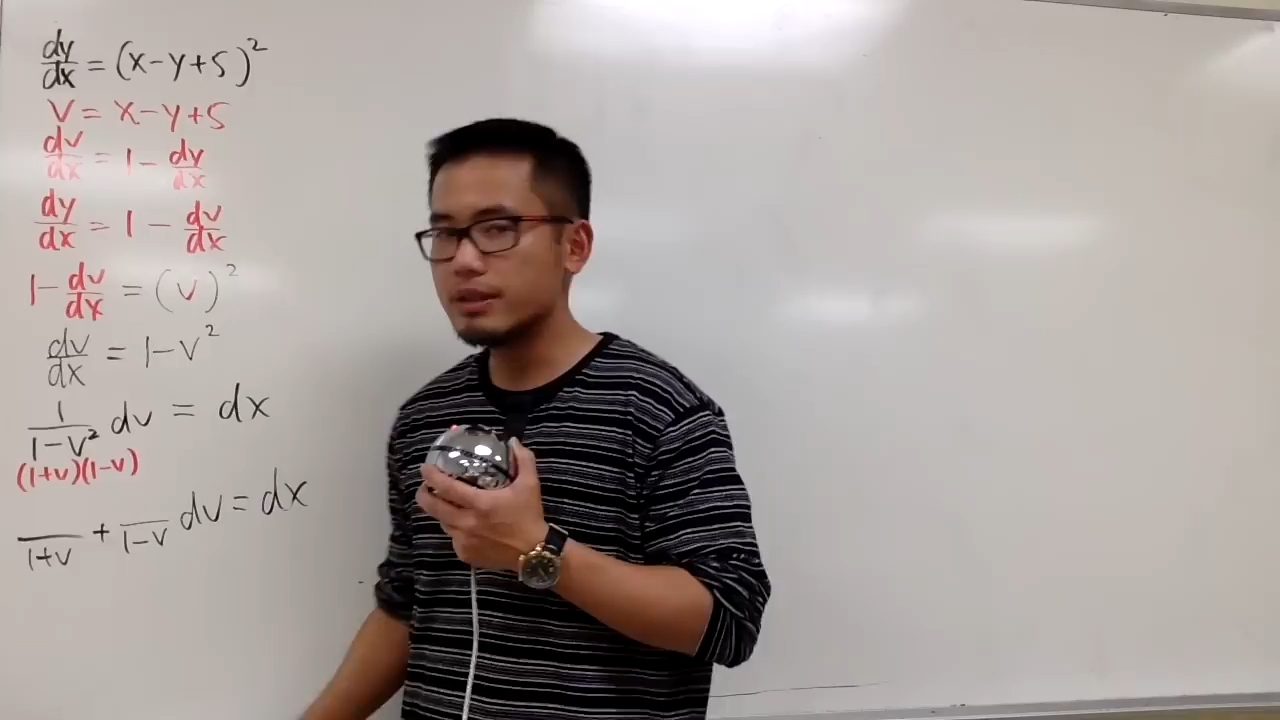 dy/dx = (x-y+5)²
v = x-y+5
dv/dx = 1 - dy/dx
dy/dx = 1 - dv/dx
1 - dv/dx = (v)²
dv/dx = 1-v²
1/(1-v²) dv = dx
(1+v)(1-v)
/(1+v) + /(1-v) dv = dx